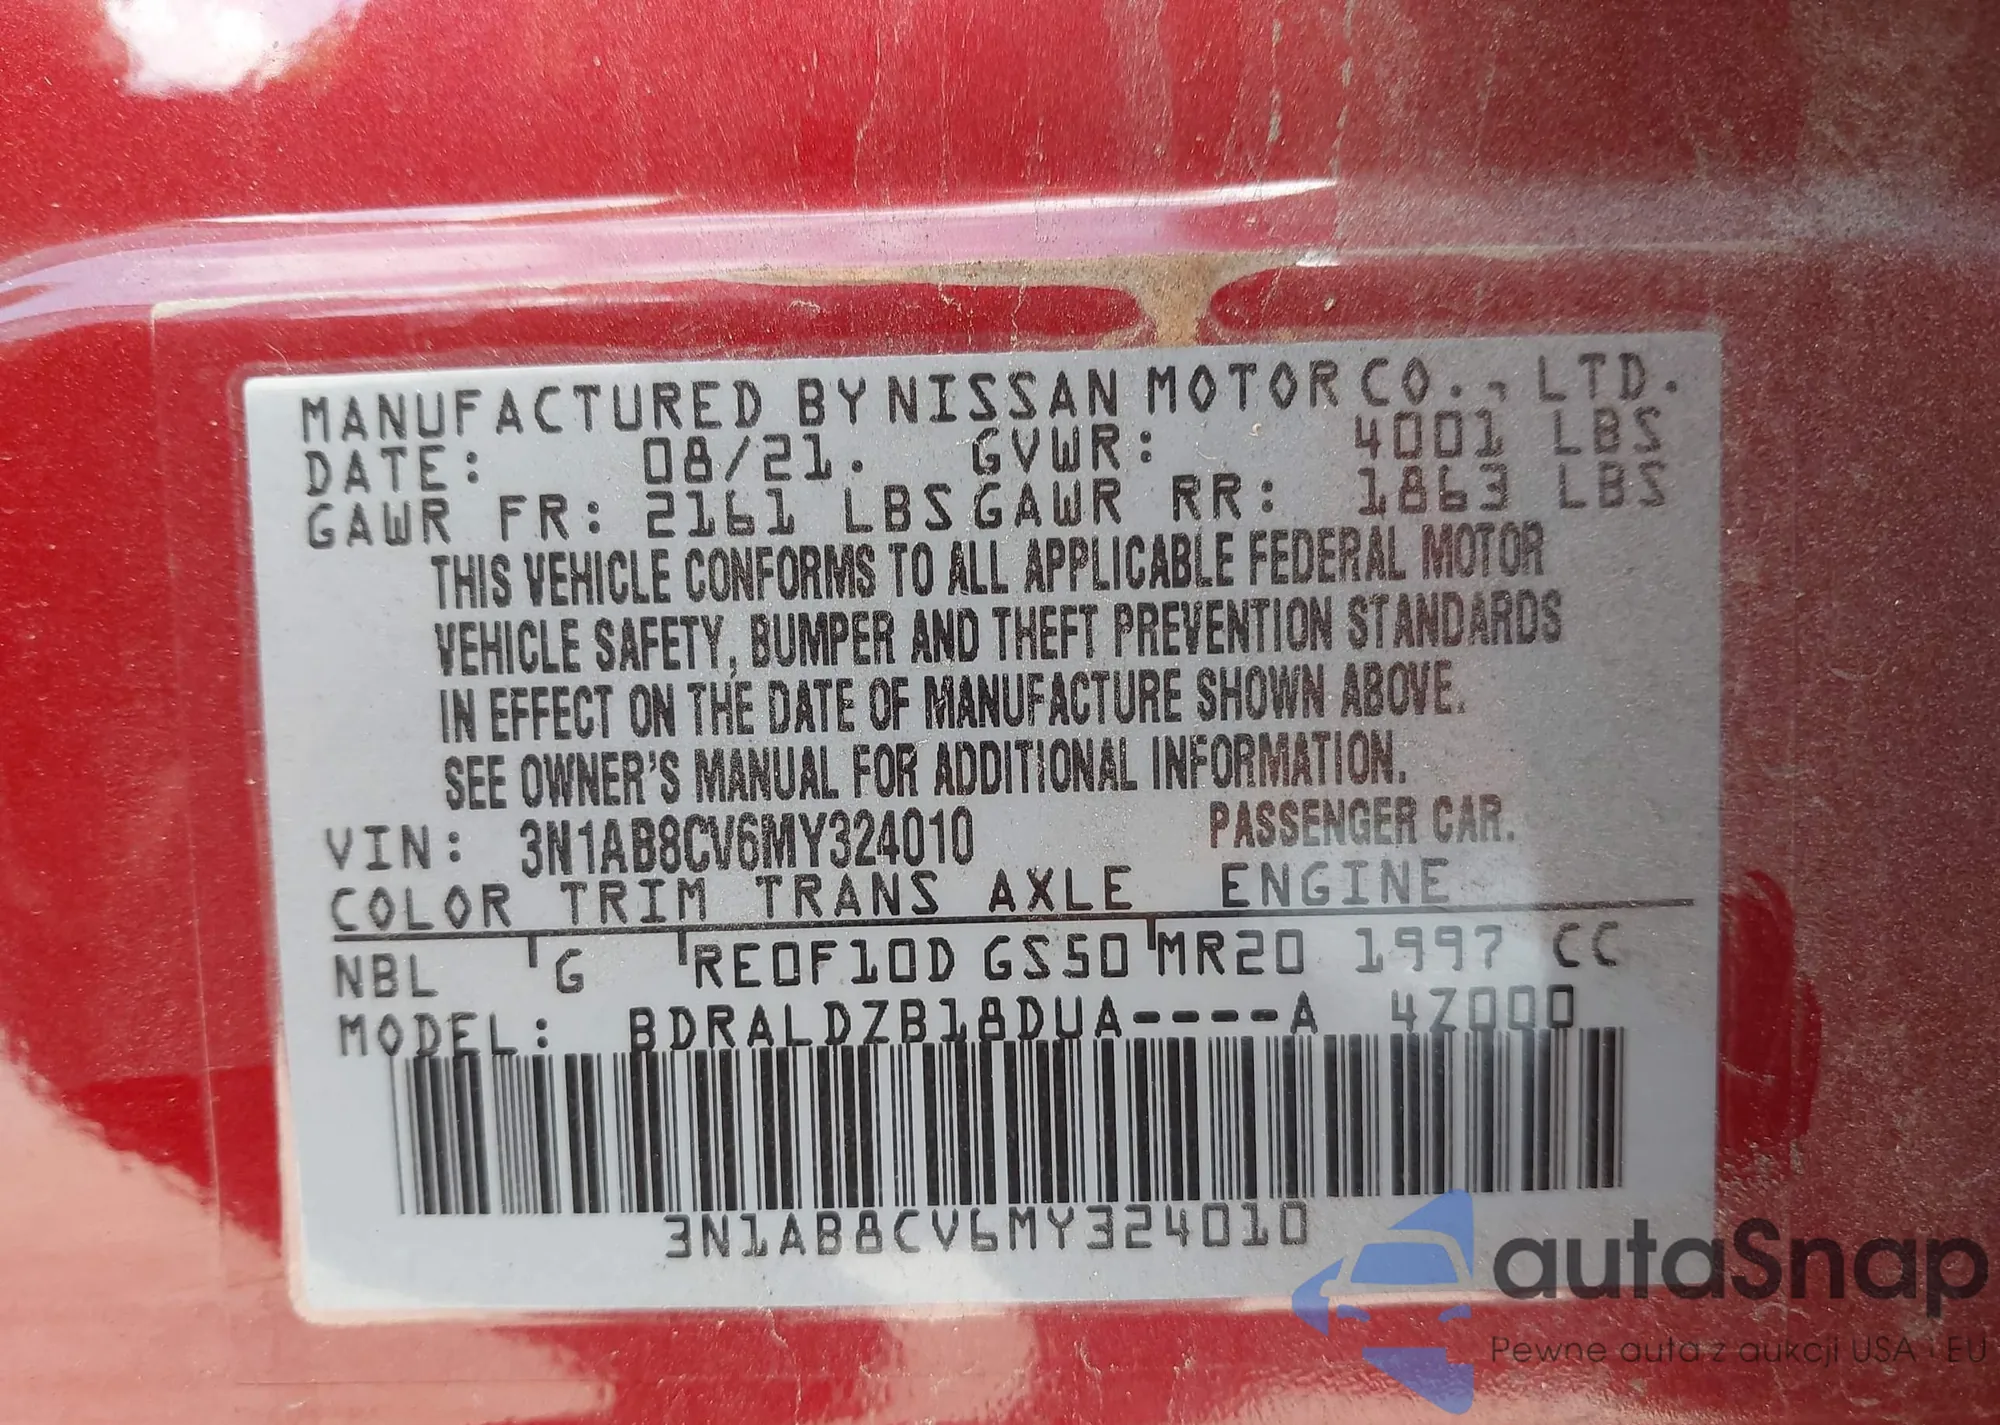 MANUFACTURED BY NISSAN MOTOR CO., LTD.
DATE: 08/21. GVWR: 4001 LBS
GAWR FR: 2161 LBS GAWR RR: 1863 LBS
THIS VEHICLE CONFORMS TO ALL APPLICABLE FEDERAL MOTOR
VEHICLE SAFETY, BUMPER AND THEFT PREVENTION STANDARDS
IN EFFECT ON THE DATE OF MANUFACTURE SHOWN ABOVE.
SEE OWNER'S MANUAL FOR ADDITIONAL INFORMATION.
VIN: 3N1AB8CV6MY324010 PASSENGER CAR.
COLOR TRIM TRANS AXLE ENGINE
NBL G RE0F10D GS50 MR20 1997 CC
MODEL: BDRALDZB18DUA----A 4Z000
3N1AB8CV6MY324010
autaSnap
Pewne auta z aukcji USA i EU